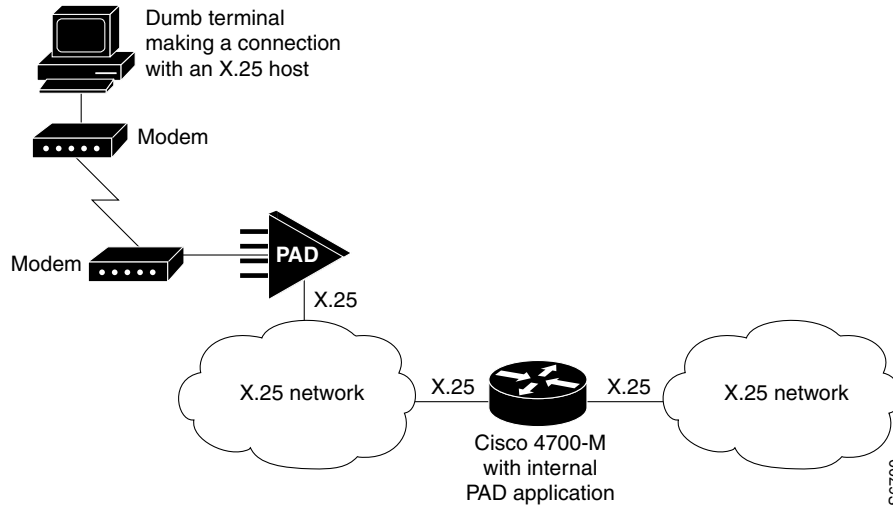 Dumb terminal
making a connection
with an X.25 host
Modem
Modem
PAD
X.25
X.25 network
X.25
X.25
X.25 network
Cisco 4700-M
with internal
PAD application